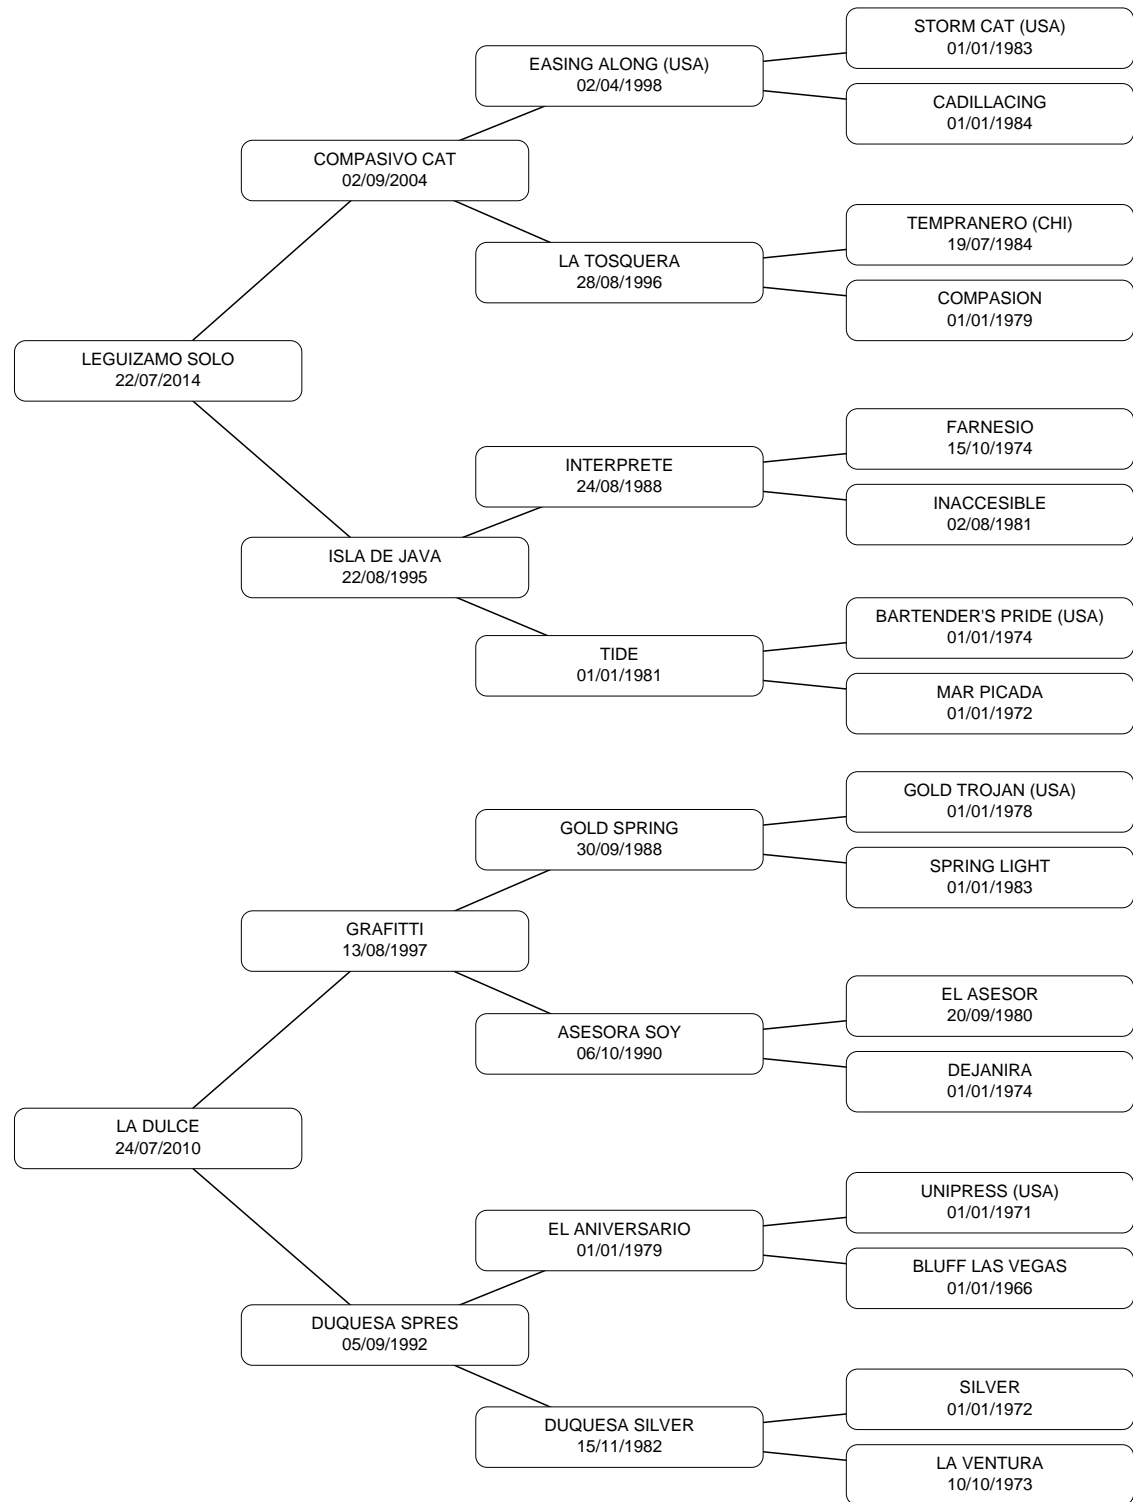 STORM CAT (USA)
01/01/1983
EASING ALONG (USA)
02/04/1998
CADILLACING
01/01/1984
COMPASIVO CAT
02/09/2004
TEMPRANERO (CHI)
19/07/1984
LA TOSQUERA
28/08/1996
COMPASION
01/01/1979
LEGUIZAMO SOLO
22/07/2014
FARNESIO
15/10/1974
INTERPRETE
24/08/1988
INACCESIBLE
02/08/1981
ISLA DE JAVA
22/08/1995
BARTENDER'S PRIDE (USA)
01/01/1974
TIDE
01/01/1981
MAR PICADA
01/01/1972
GOLD TROJAN (USA)
01/01/1978
GOLD SPRING
30/09/1988
SPRING LIGHT
01/01/1983
GRAFITTI
13/08/1997
EL ASESOR
20/09/1980
ASESORA SOY
06/10/1990
DEJANIRA
01/01/1974
LA DULCE
24/07/2010
UNIPRESS (USA)
01/01/1971
EL ANIVERSARIO
01/01/1979
BLUFF LAS VEGAS
01/01/1966
DUQUESA SPRES
05/09/1992
SILVER
01/01/1972
DUQUESA SILVER
15/11/1982
LA VENTURA
10/10/1973